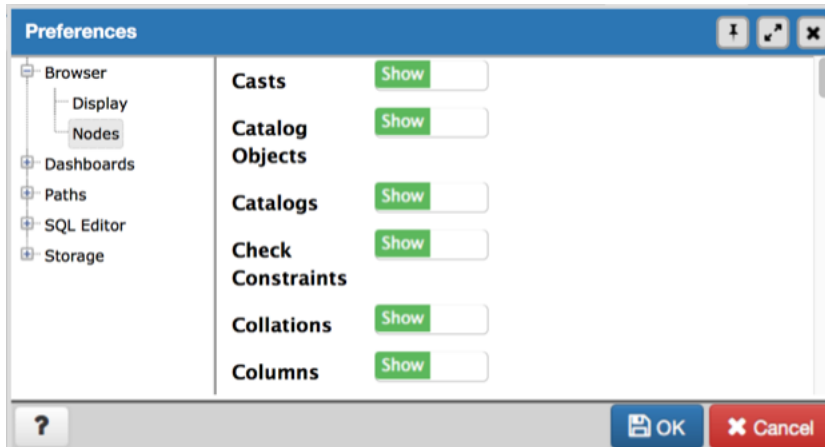 Preferences
Browser
Display
Nodes
Dashboards
Paths
SQL Editor
Storage
Casts Show
Catalog Show
Objects
Catalogs Show
Check Show
Constraints
Collations Show
Columns Show
? OK Cancel